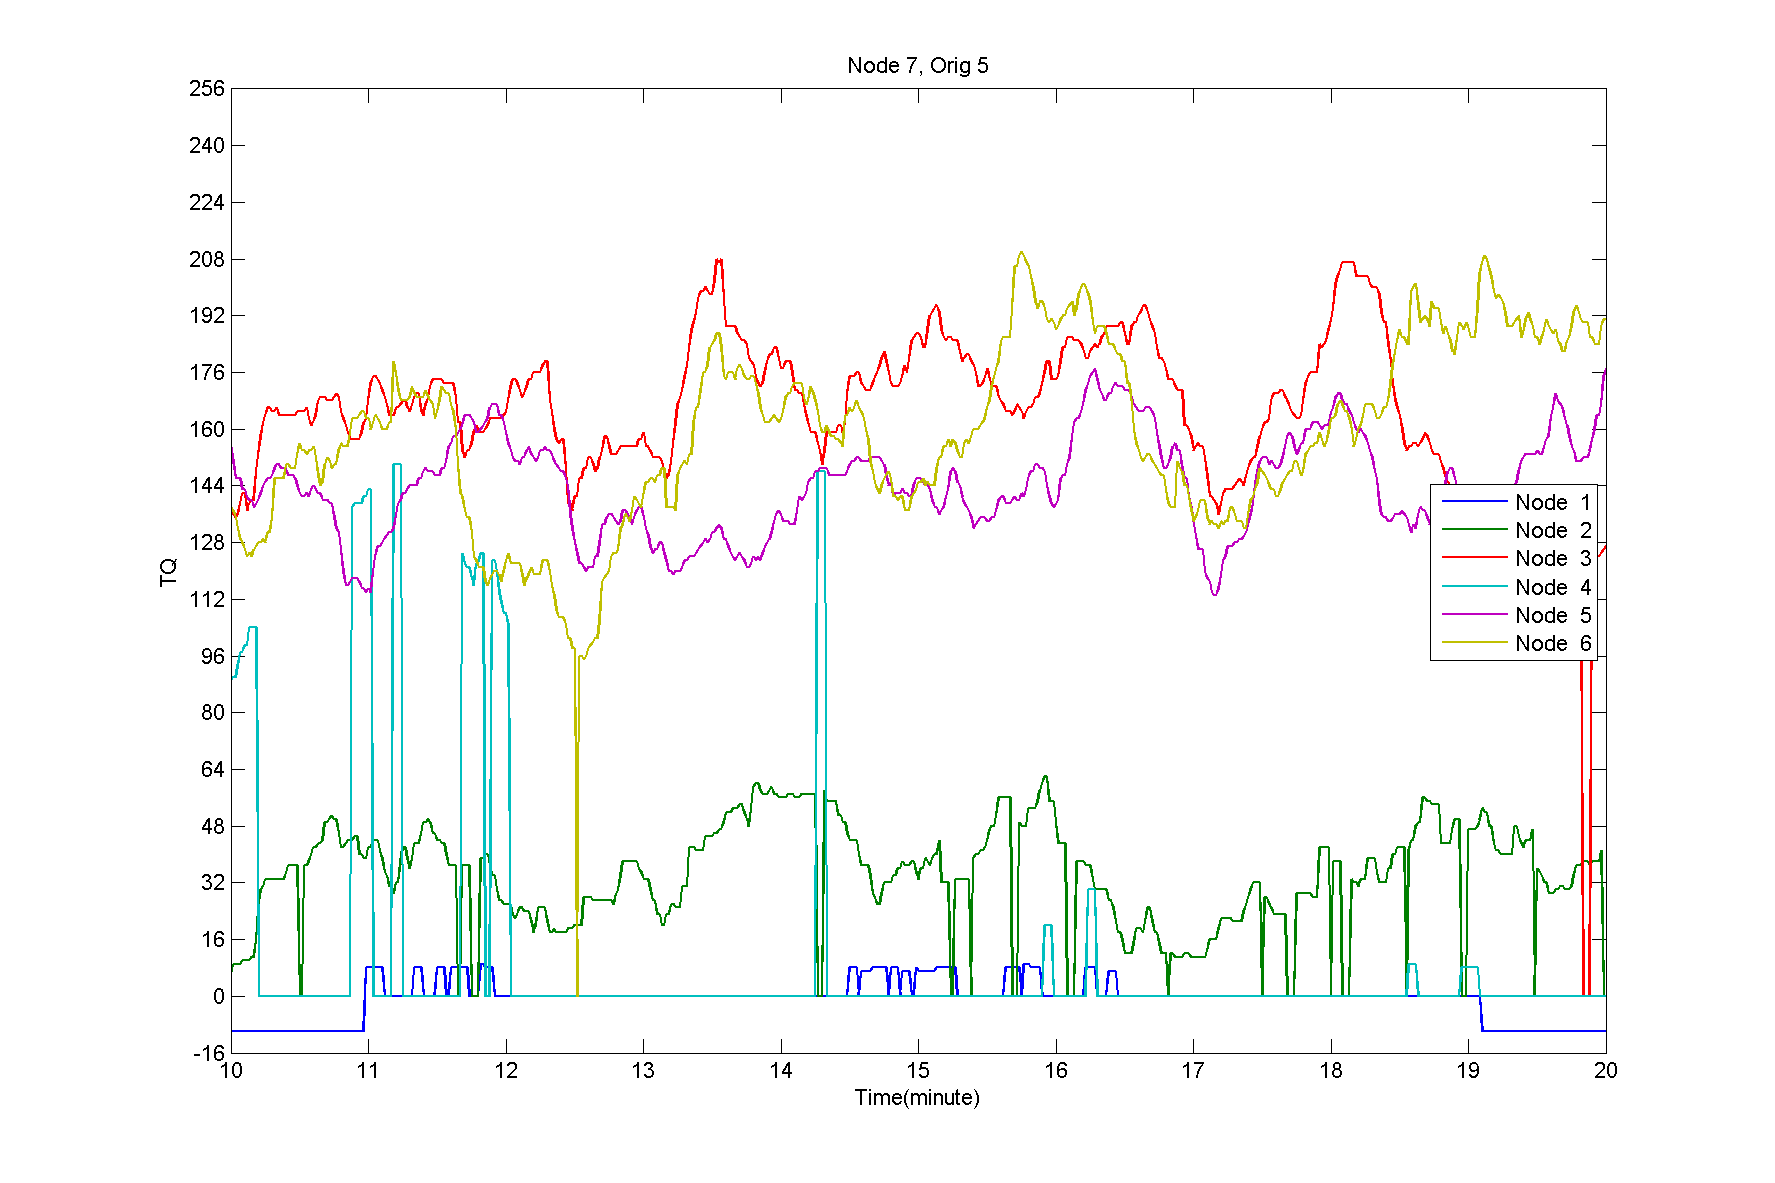 Node 7, Orig 5
256
240
224
208
192
176
160
144
128
112
96
80
64
48
32
16
0
-16
TQ
10 11 12 13 14 15 16 17 18 19 20
Time(minute)
Node 1
Node 2
Node 3
Node 4
Node 5
Node 6